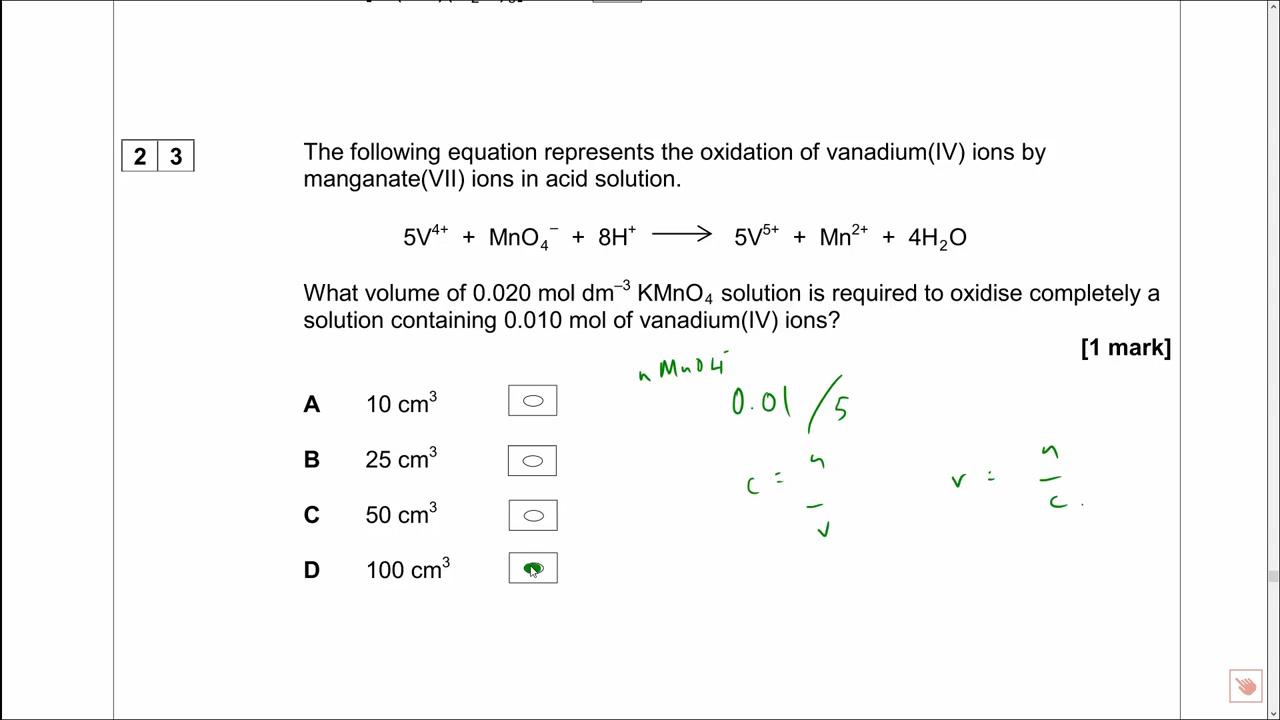 2 3
The following equation represents the oxidation of vanadium(IV) ions by
manganate(VII) ions in acid solution.
5V⁴⁺ + MnO₄⁻ + 8H⁺ ⟶ 5V⁵⁺ + Mn²⁺ + 4H₂O
What volume of 0.020 mol dm⁻³ KMnO₄ solution is required to oxidise completely a
solution containing 0.010 mol of vanadium(IV) ions?
[1 mark]
n MnO4⁻
0.01 / 5
A 10 cm³
B 25 cm³
c = n / v
v = n / c
C 50 cm³
D 100 cm³